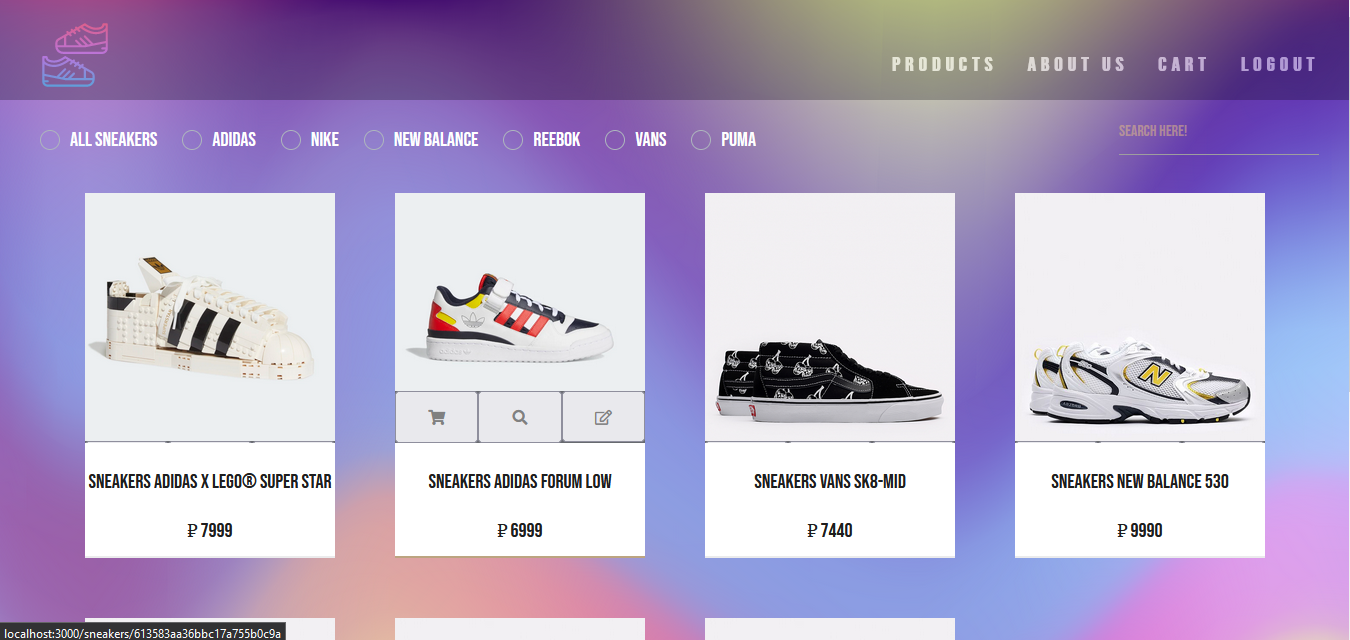 PRODUCTS ABOUT US CART LOGOUT
ALL SNEAKERS ADIDAS NIKE NEW BALANCE REEBOK VANS PUMA
SEARCH HERE!
SNEAKERS ADIDAS X LEGO® SUPER STAR
₽ 7999
SNEAKERS ADIDAS FORUM LOW
₽ 6999
SNEAKERS VANS SK8-MID
₽ 7440
SNEAKERS NEW BALANCE 530
₽ 9990
localhost:3000/sneakers/613583aa36bbc17a755b0c9a